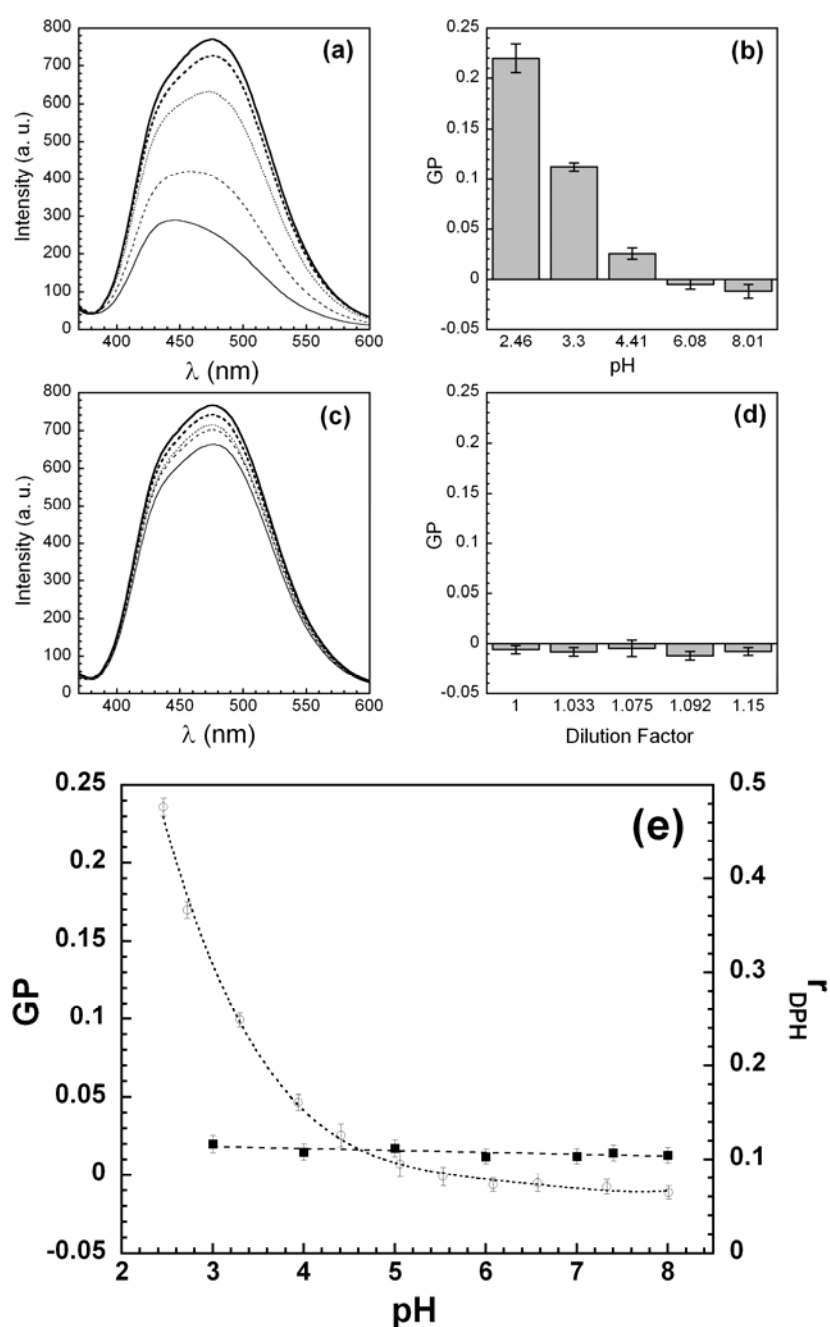 (a)
Intensity (a. u.)
800
700
600
500
400
300
200
100
0
400 450 500 550 600
λ (nm)
(b)
GP
0.25
0.2
0.15
0.1
0.05
0
-0.05
2.46 3.3 4.41 6.08 8.01
pH
(c)
Intensity (a. u.)
800
700
600
500
400
300
200
100
0
400 450 500 550 600
λ (nm)
(d)
GP
0.25
0.2
0.15
0.1
0.05
0
-0.05
1 1.033 1.075 1.092 1.15
Dilution Factor
(e)
GP
0.25
0.2
0.15
0.1
0.05
0
-0.05
2 3 4 5 6 7 8
pH
0.5
0.4
0.3
0.2
0.1
0
rDPH